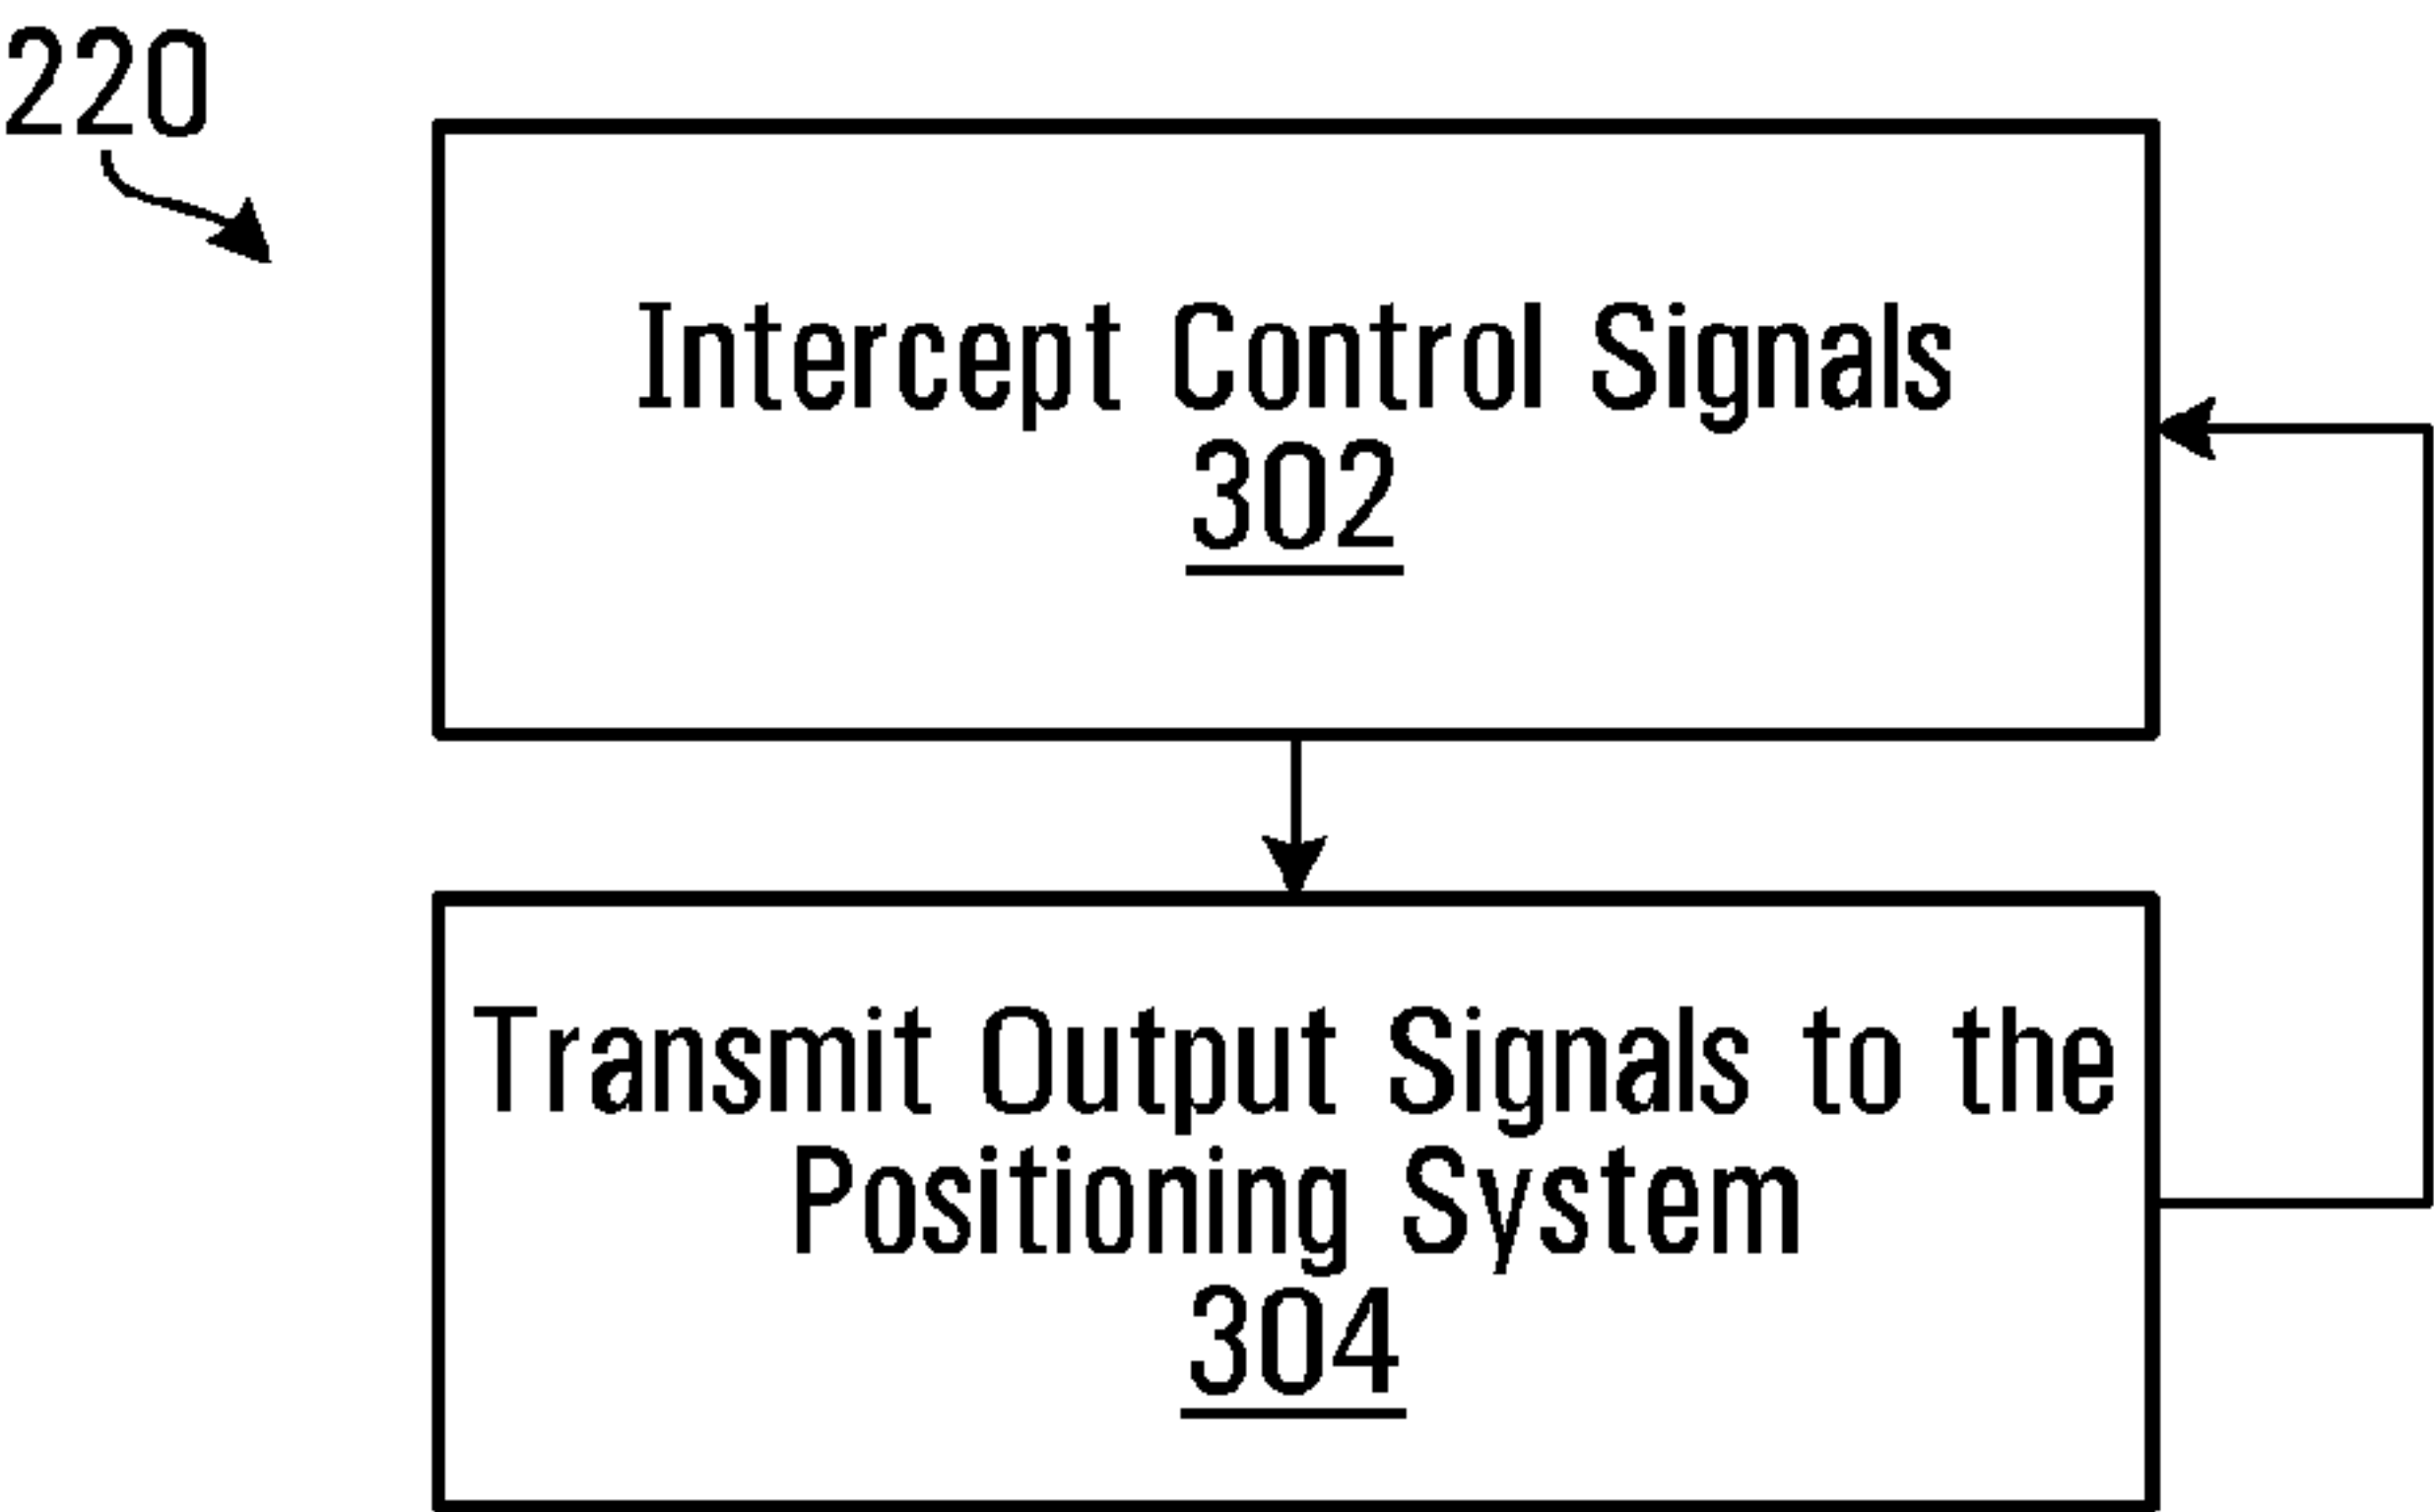 220
Intercept Control Signals
302
Transmit Output Signals to the
Positioning System
304